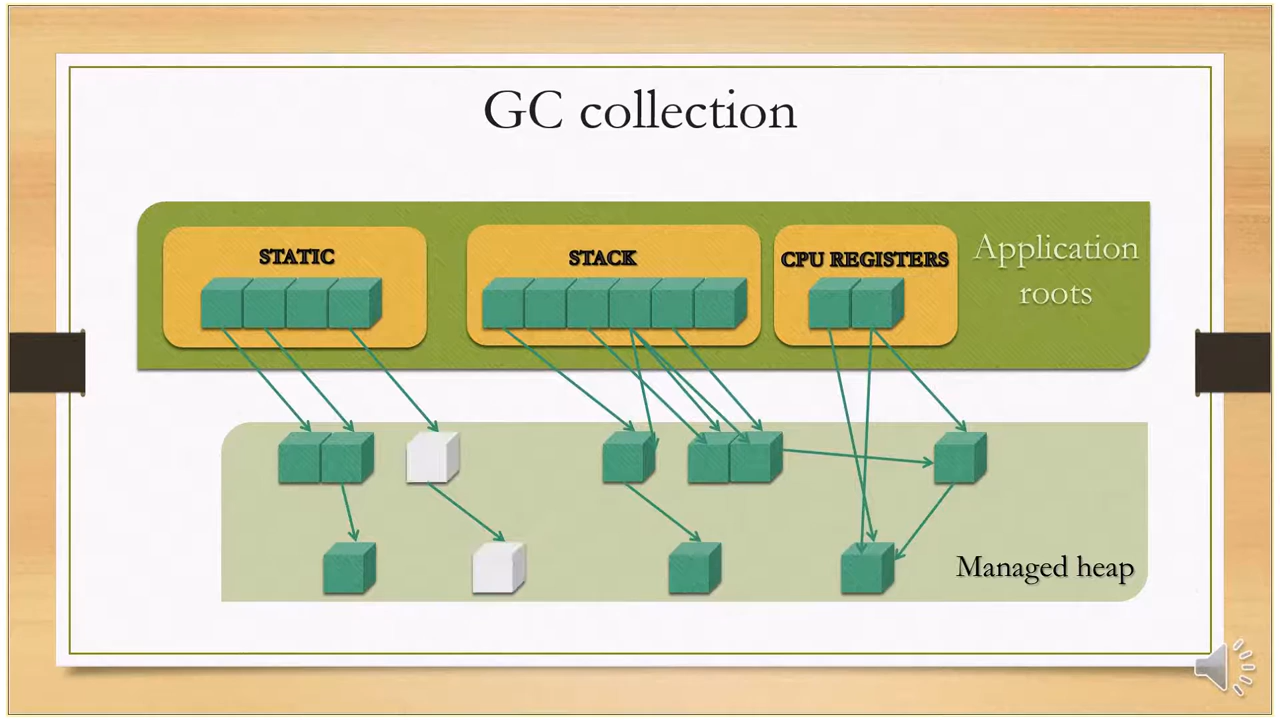 GC collection
STATIC
STACK
CPU REGISTERS
Application
roots
Managed heap